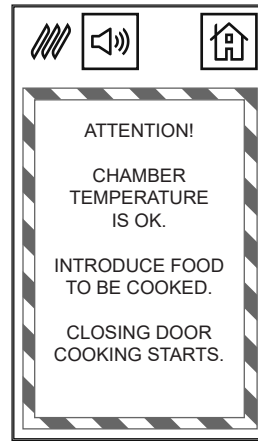 ATTENTION!
CHAMBER
TEMPERATURE
IS OK.
INTRODUCE FOOD
TO BE COOKED.
CLOSING DOOR
COOKING STARTS.